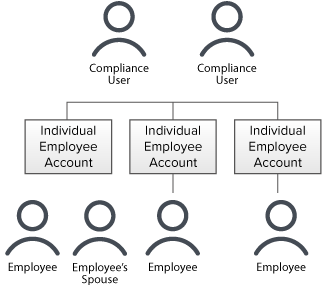 Compliance
User
Compliance
User
Individual
Employee
Account
Individual
Employee
Account
Individual
Employee
Account
Employee
Employee's
Spouse
Employee
Employee